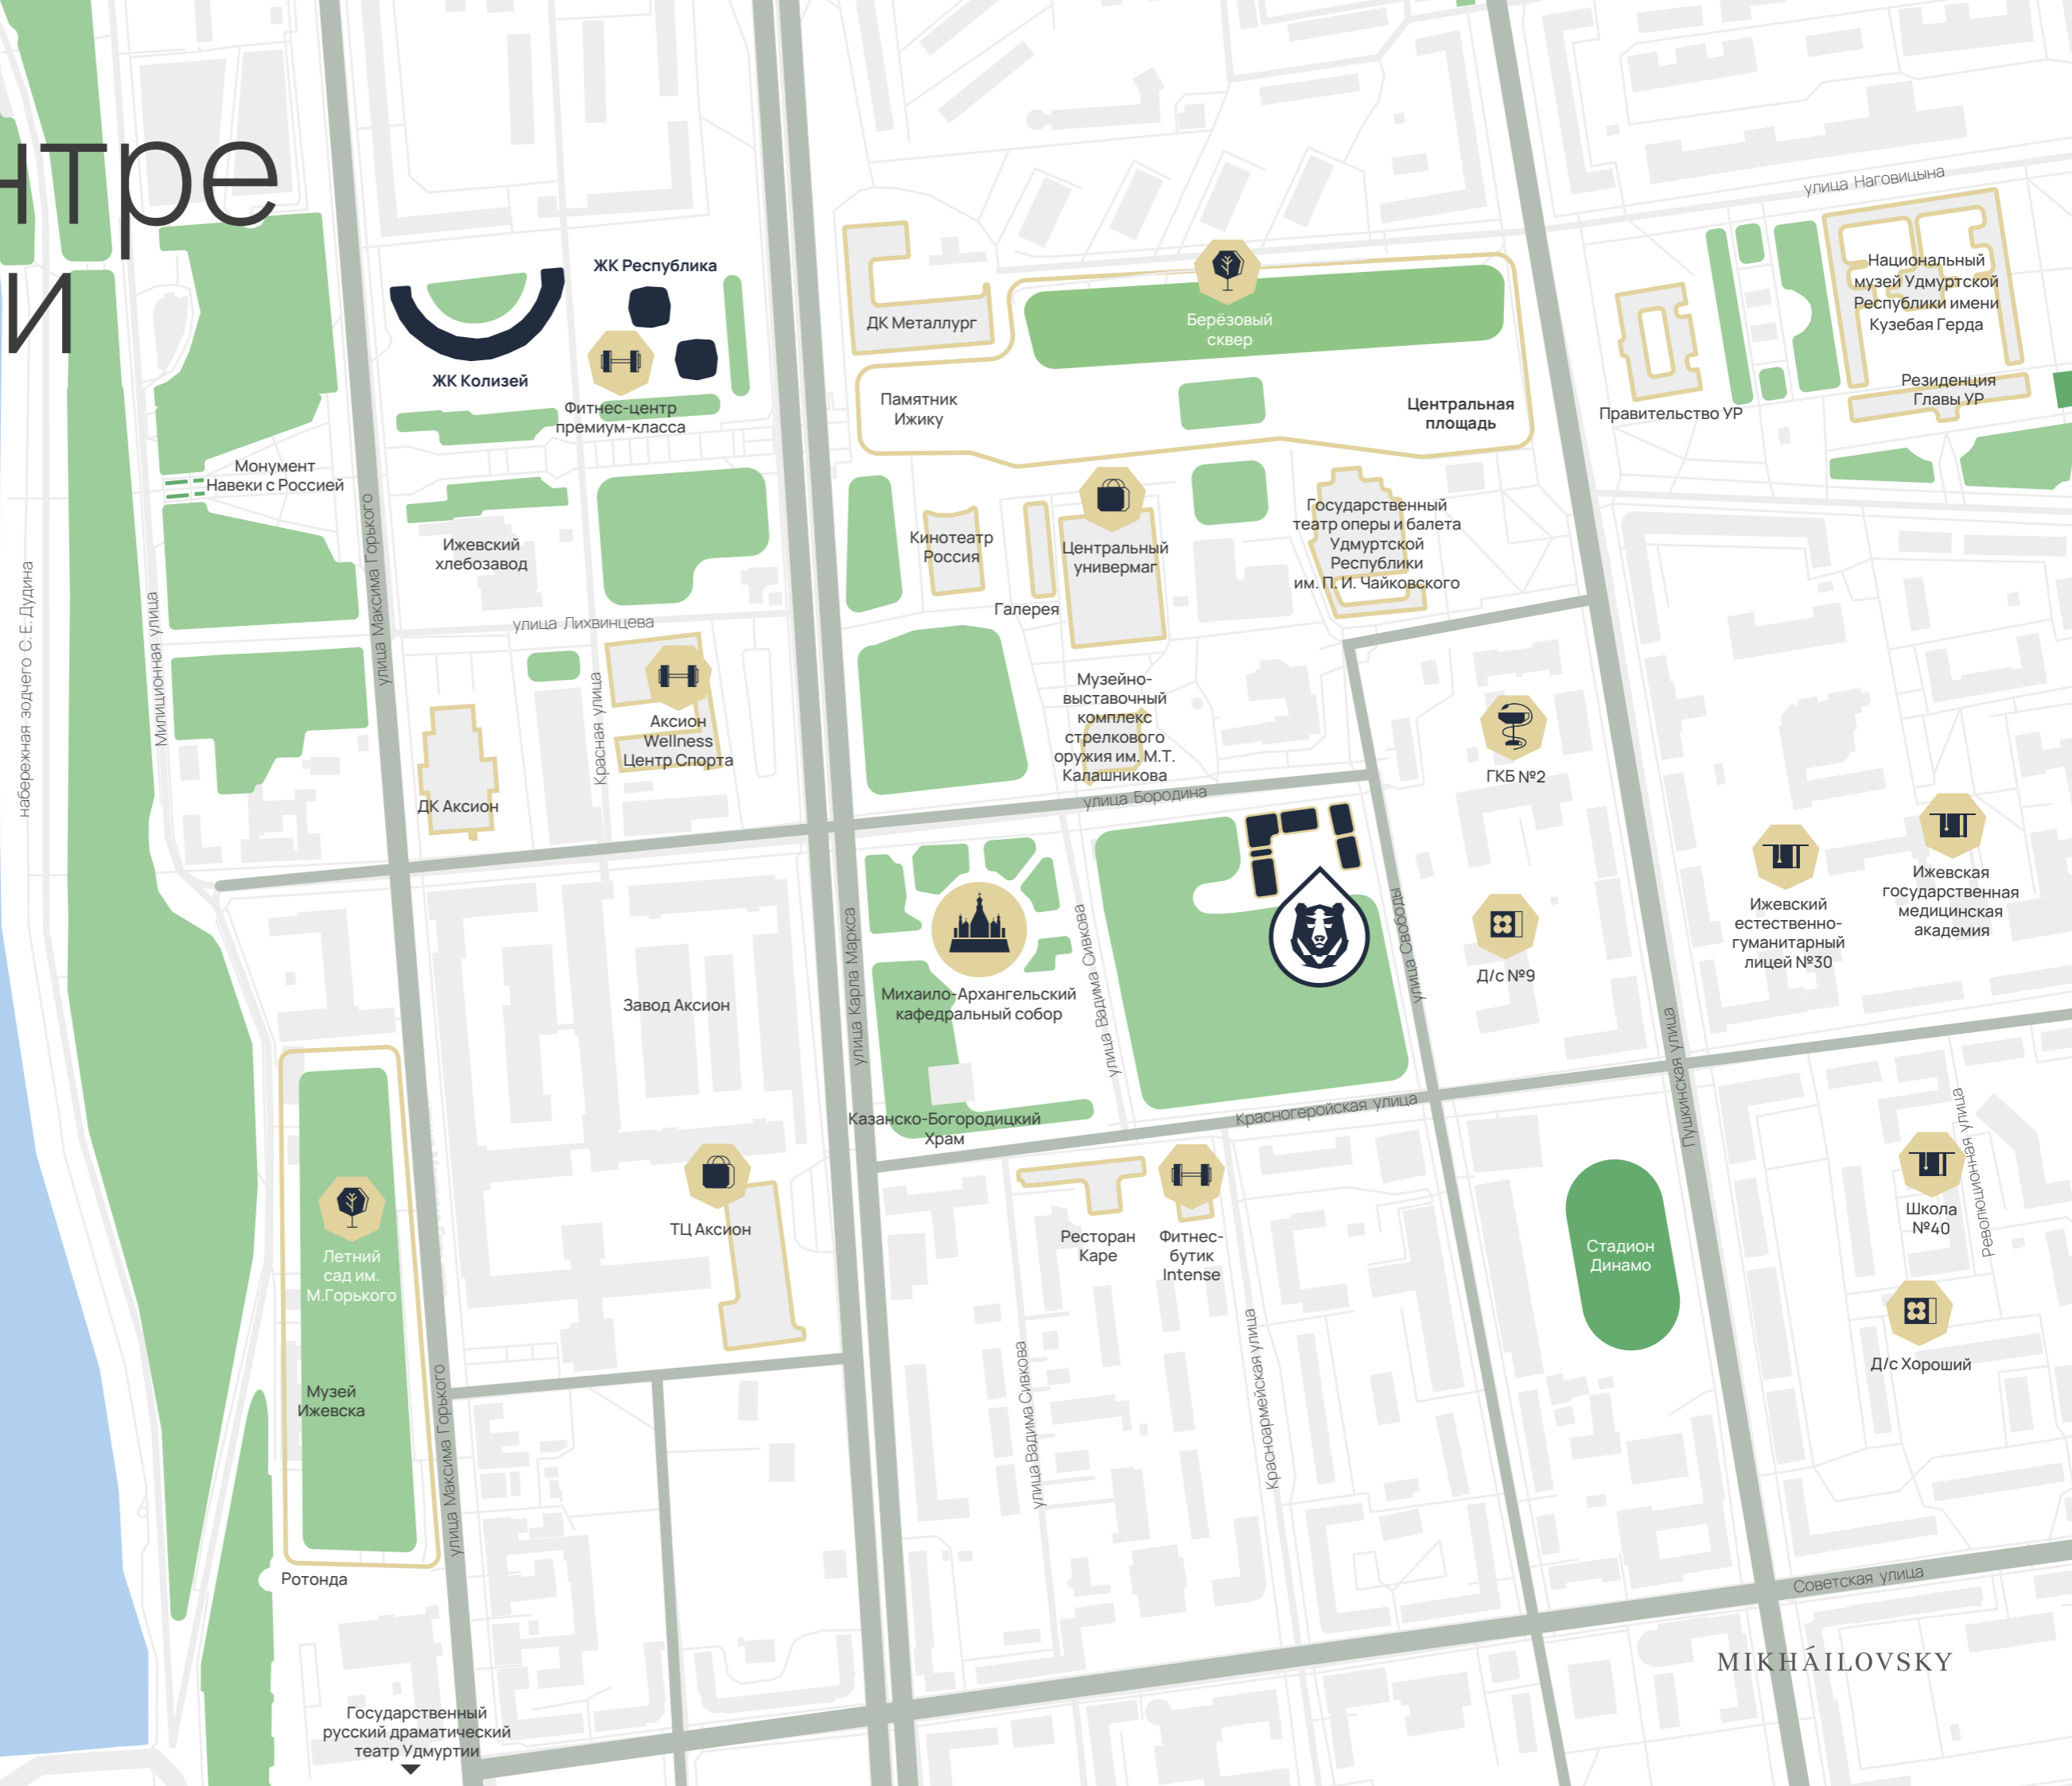 нтре
и
улица Наговицына
Национальный
музей Удмуртской
Республики имени
Кузебая Герда
ЖК Республика
ЖК Колизей
Фитнес-центр
премиум-класса
ДК Металлург
Берёзовый
сквер
Памятник
Ижику
Центральная
площадь
Правительство УР
Резиденция
Главы УР
Монумент
Навеки с Россией
улица Максима Горького
Ижевский
хлебозавод
Кинотеатр
Россия
Галерея
Центральный
универмаг
Государственный
театр оперы и балета
Удмуртской
Республики
им. П. И. Чайковского
набережная зодчего С. Е. Дудина
Милиционная улица
улица Лихвинцева
Красная улица
Аксион
Wellness
Центр Спорта
ДК Аксион
Музейно-
выставочный
комплекс
стрелкового
оружия им. М.Т.
Калашникова
улица Бородина
ГКБ №2
Д/с №9
Ижевский
естественно-
гуманитарный
лицей №30
Ижевская
государственная
медицинская
академия
улица Карла Маркса
Завод Аксион
Михаило-Архангельский
кафедральный собор
улица Вадима Сивкова
улица Свободы
Пушкинская улица
Казанско-Богородицкий
Храм
Красногеройская улица
Революционная улица
Школа
№40
Летний
сад им.
М.Горького
ТЦ Аксион
Ресторан
Каре
Фитнес-
бутик
Intense
Стадион
Динамо
Д/с Хороший
Музей
Ижевска
улица Максима Горького
улица Вадима Сивкова
Красноармейская улица
Ротонда
Советская улица
MIKHÁILOVSKY
Государственный
русский драматический
театр Удмуртии